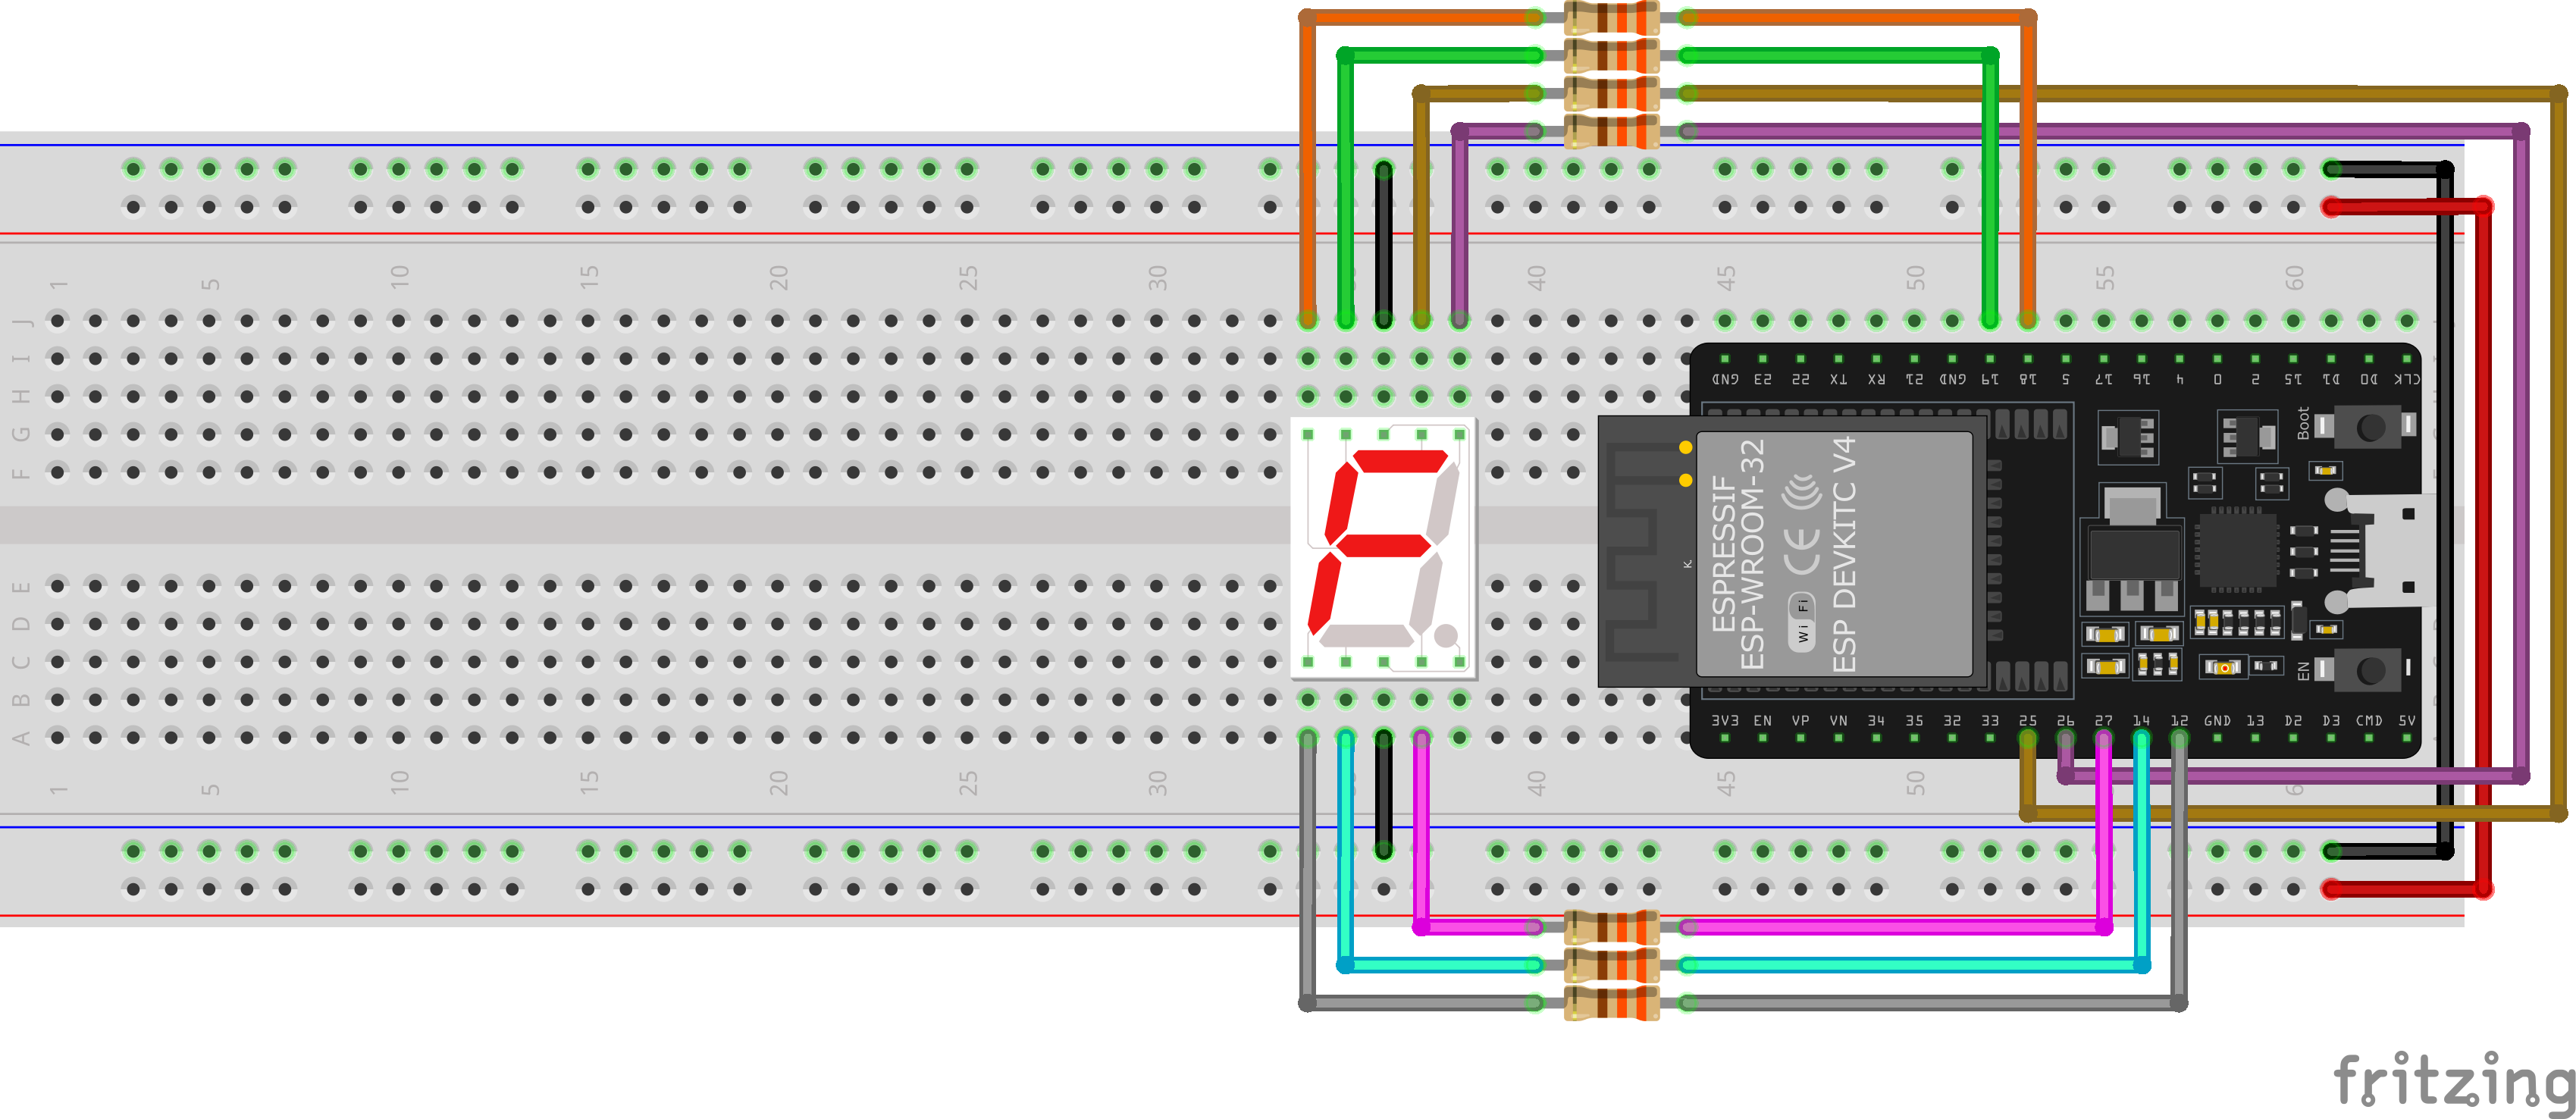 1 5 10 15 20 25 30 40 45 50 55 60
J
I
H
G
F
E
D
C
B
A
GND 23 22 TX RX 21 GND 19 18 5 17 16 4 0 2 15 D1 D0 CLK
Boot
ESPRESSIF
ESP-WROOM-32
CE
Wi Fi
ESP DEVKITC V4
K
EN
3V3 EN VP VN 34 35 32 33 25 26 27 14 12 GND 13 D2 D3 CMD 5V
1 5 10 15 20 25 30 40 45 50 6
fritzing